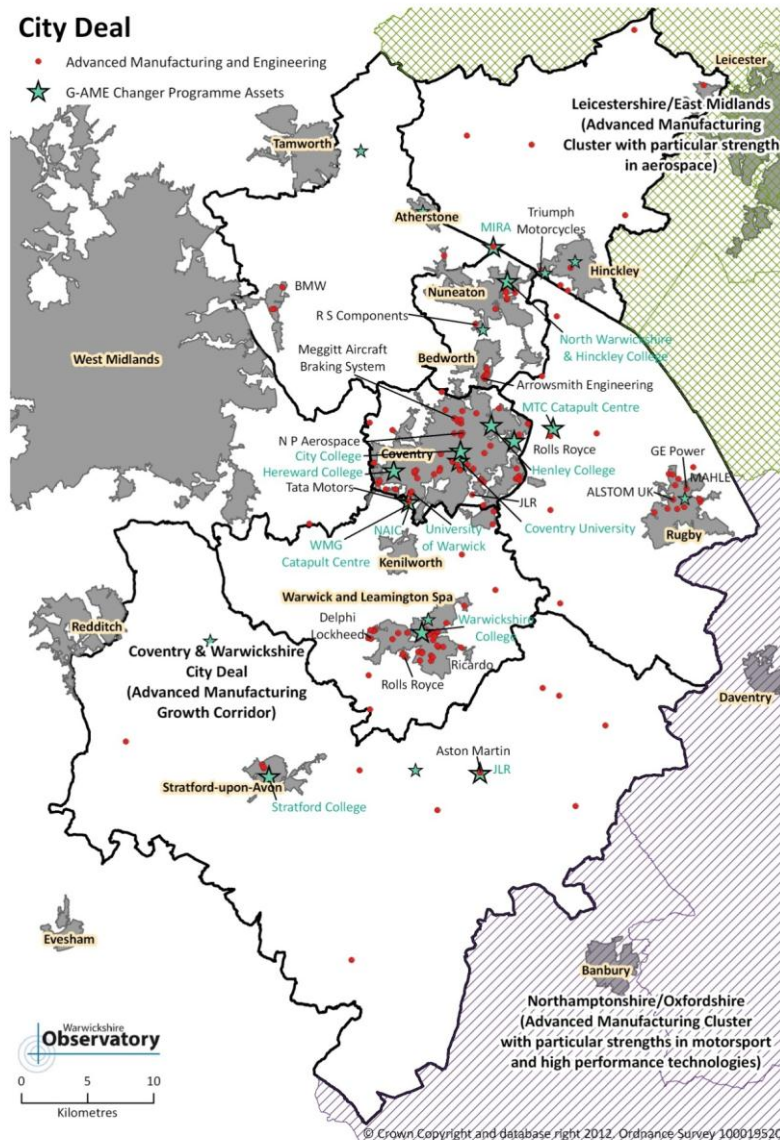 City Deal
Advanced Manufacturing and Engineering
G-AME Changer Programme Assets
Leicester
Leicestershire/East Midlands
(Advanced Manufacturing
Cluster with particular strength
in aerospace)
Tamworth
Atherstone
MIRA
Triumph
Motorcycles
Hinckley
BMW
Nuneaton
R S Components
West Midlands
North Warwickshire
& Hinckley College
Meggitt Aircraft
Braking System
Bedworth
Arrowsmith Engineering
MTC Catapult Centre
N P Aerospace
City College
Coventry
Rolls Royce
Hereward College
Henley College
Tata Motors
JLR
GE Power
MAHLE
ALSTOM UK
Rugby
NAIC
University
of Warwick
Coventry University
WMG
Catapult Centre
Kenilworth
Warwick and Leamington Spa
Redditch
Delphi
Lockheed
Warwickshire
College
Coventry & Warwickshire
City Deal
(Advanced Manufacturing
Growth Corridor)
Rolls Royce
Ricardo
Daventry
Aston Martin
JLR
Stratford-upon-Avon
Stratford College
Evesham
Banbury
Northamptonshire/Oxfordshire
(Advanced Manufacturing Cluster
with particular strengths in motorsport
and high performance technologies)
Warwickshire
Observatory
0 5 10
Kilometres
© Crown Copyright and database right 2012. Ordnance Survey 100019520